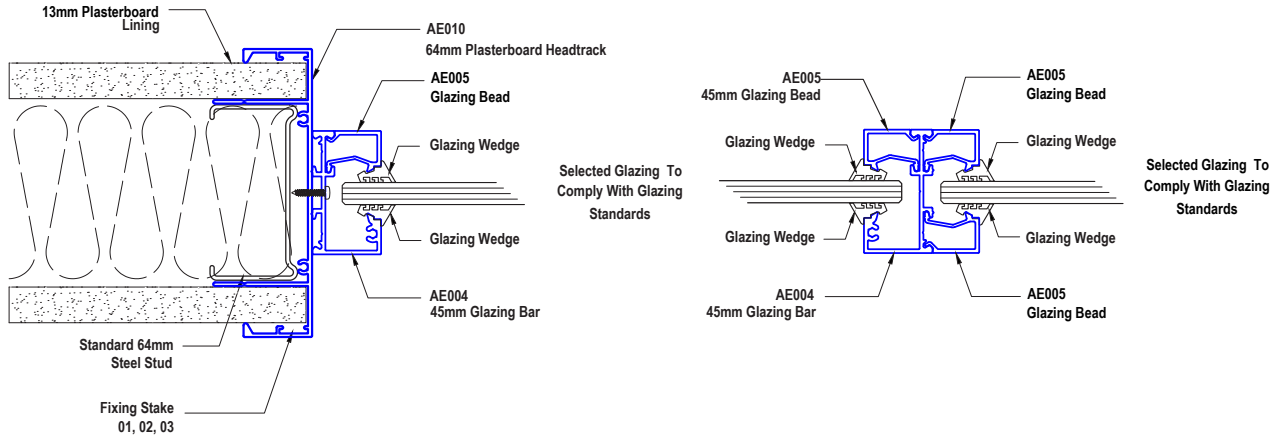 13mm Plasterboard
Lining
AE010
64mm Plasterboard Headtrack
AE005
Glazing Bead
Glazing Wedge
Selected Glazing To
Comply With Glazing
Standards
Glazing Wedge
AE004
45mm Glazing Bar
Standard 64mm
Steel Stud
Fixing Stake
01, 02, 03
AE005
45mm Glazing Bead
AE005
Glazing Bead
Glazing Wedge
Glazing Wedge
Selected Glazing To
Comply With Glazing
Standards
Glazing Wedge
Glazing Wedge
AE004
45mm Glazing Bar
AE005
Glazing Bead